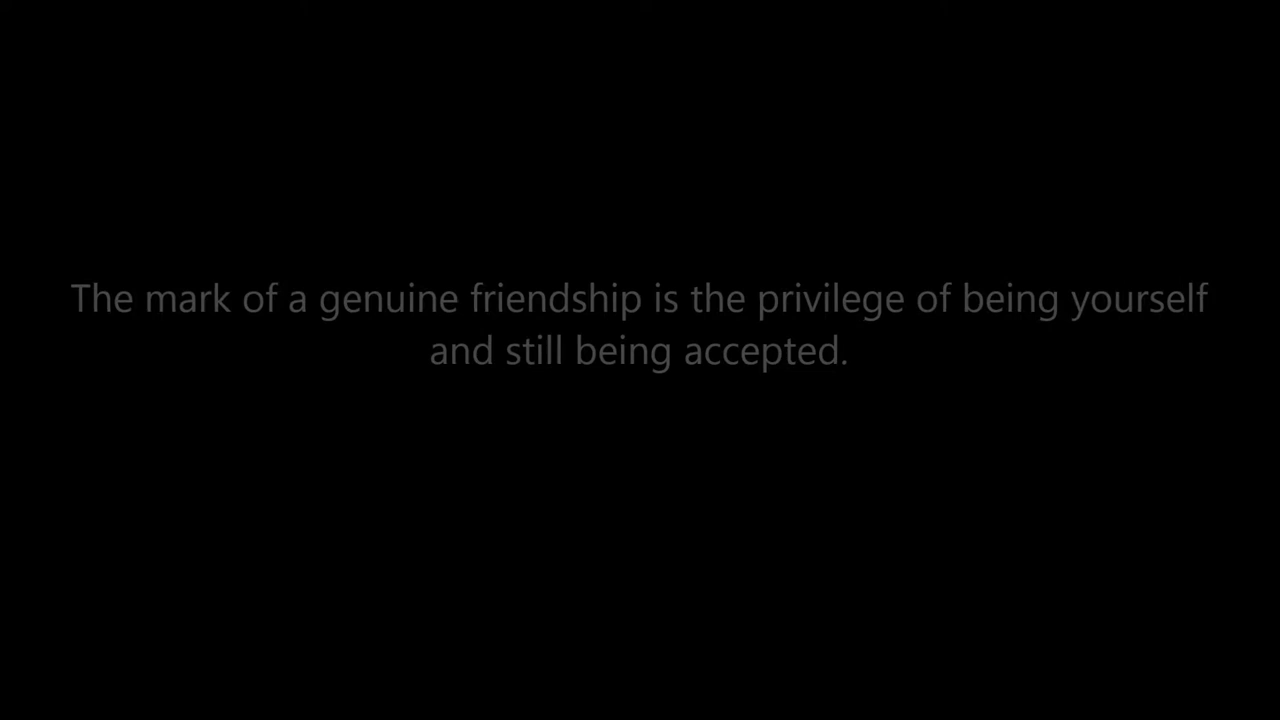 The mark of a genuine friendship is the privilege of being yourself
and still being accepted.